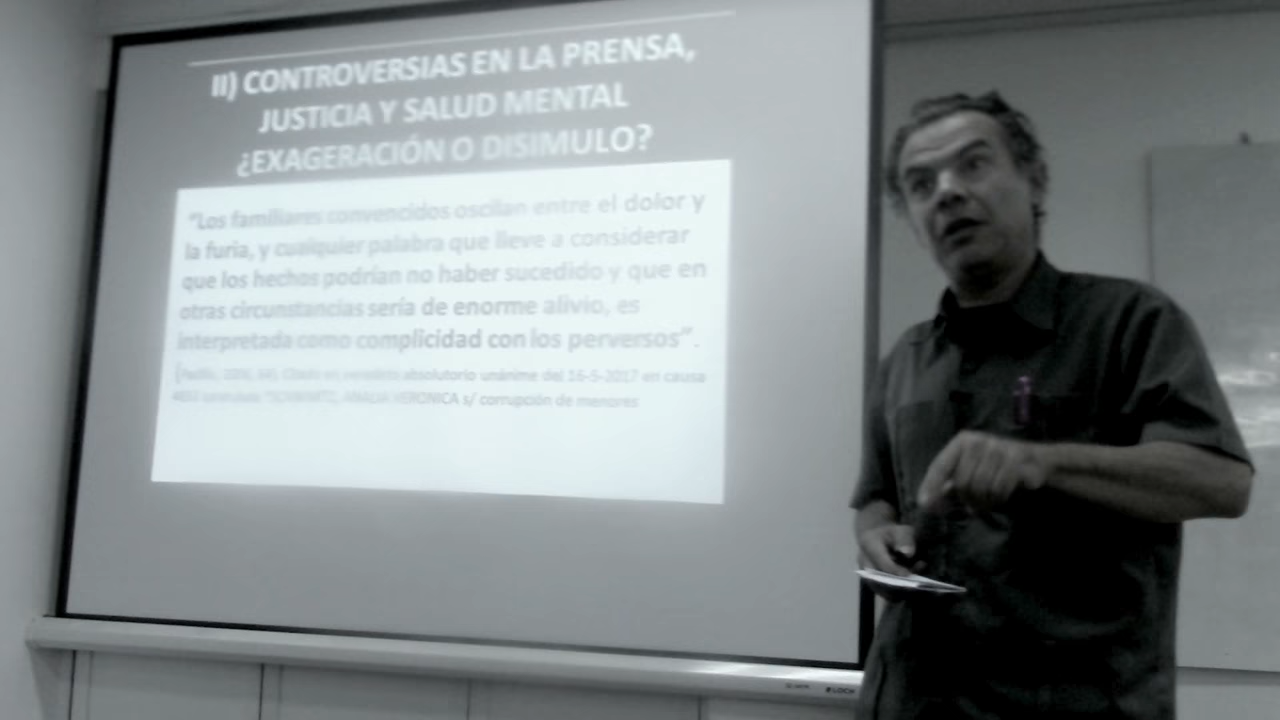 II) CONTROVERSIAS EN LA PRENSA,
JUSTICIA Y SALUD MENTAL
¿EXAGERACIÓN O DISIMULO?
"Los familiares convencidos oscilan entre el dolor y
la furia, y cualquier palabra que lleve a considerar
que los hechos podrían no haber sucedido y que en
otras circunstancias sería de enorme alivio, es
interpretada como complicidad con los perversos".
absolutorio unánime del 16-5-2017 en causa
VERONICA s/ corrupción de menores
LOCH